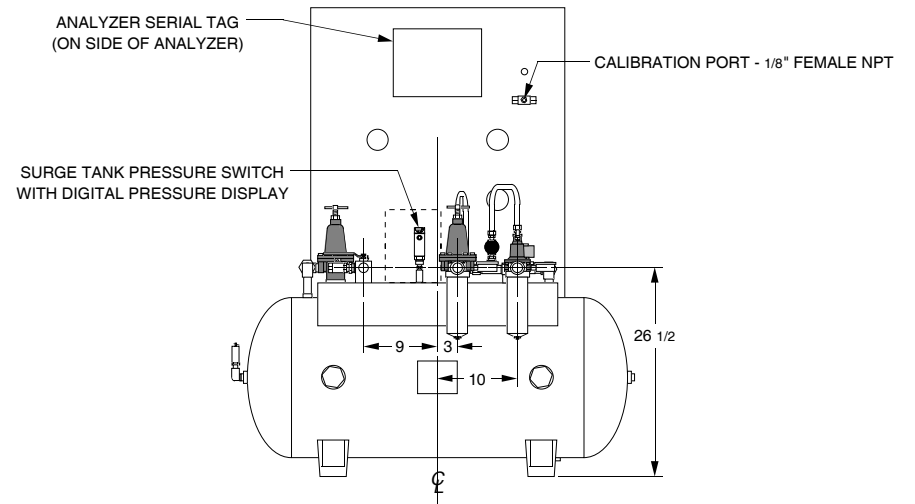 ANALYZER SERIAL TAG
(ON SIDE OF ANALYZER)
CALIBRATION PORT - 1/8" FEMALE NPT
SURGE TANK PRESSURE SWITCH
WITH DIGITAL PRESSURE DISPLAY
26 1/2
9
3
10
℄